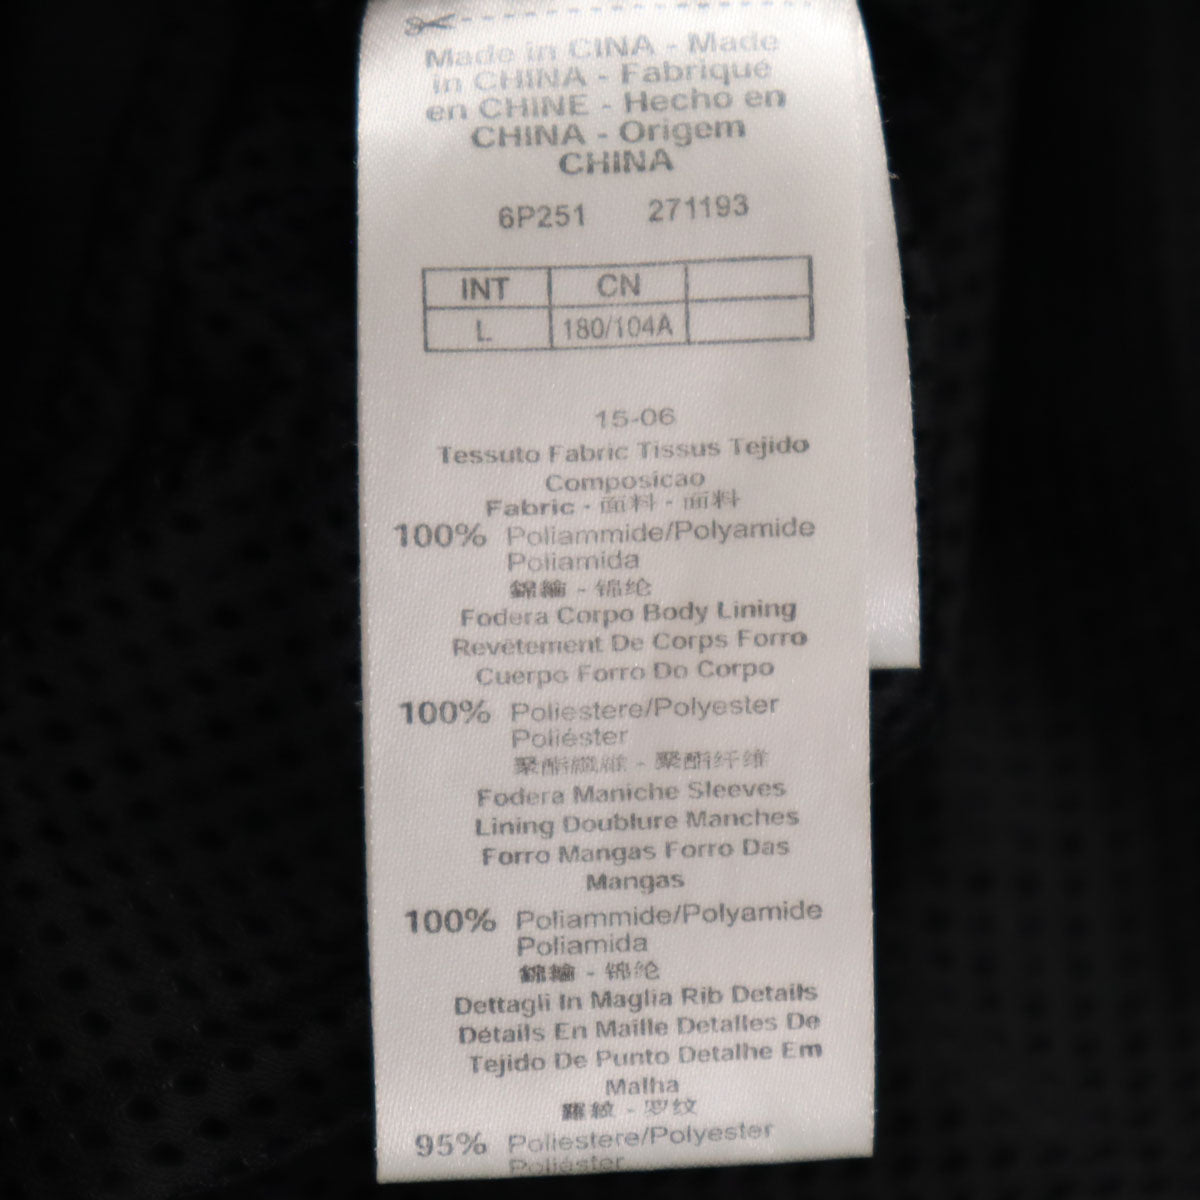 Made in CINA - Made
in CHINA - Fabriqué
en CHINE - Hecho en
CHINA - Origem
CHINA
6P251 271193
INT CN
L 180/104A
15-06
Tessuto Fabric Tissus Tejido
Composicao
Fabric - 面料 - 面料
100% Poliammide/Polyamide
Poliamida
錦綸 - 锦纶
Fodera Corpo Body Lining
Revêtement De Corps Forro
Cuerpo Forro Do Corpo
100% Poliestere/Polyester
Poliéster
聚酯纖維 - 聚酯纤维
Fodera Maniche Sleeves
Lining Doublure Manches
Forro Mangas Forro Das
Mangas
100% Poliammide/Polyamide
Poliamida
錦綸 - 锦纶
Dettagli In Maglia Rib Details
Détails En Maille Detalles De
Tejido De Punto Detalhe Em
Malha
羅紋 - 罗纹
95% Poliestere/Polyester
Poliéster